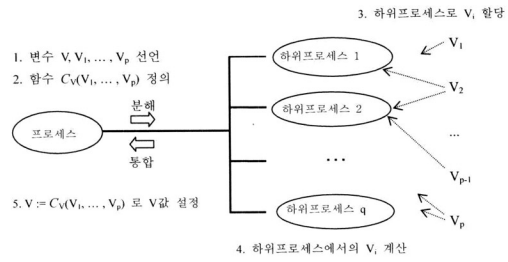 3. 하위프로세스로 Vi 할당
1. 변수 V, V1, ... , Vp 선언
2. 함수 CV(V1, ... , Vp) 정의
분해
프로세스
통합
5. V := CV(V1, ... , Vp) 로 V값 설정
하위프로세스 1
하위프로세스 2
...
하위프로세스 q
V1
V2
...
Vp-1
Vp
4. 하위프로세스에서의 Vi 계산